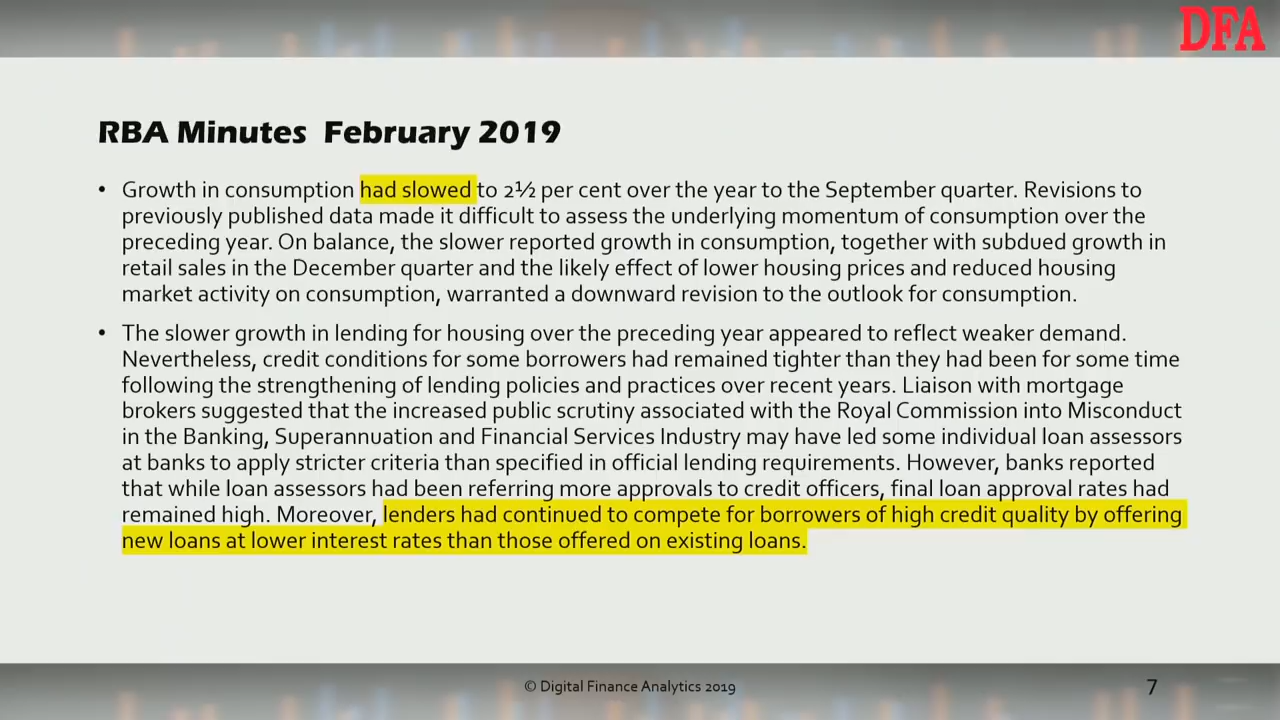 DFA
RBA Minutes  February 2019
• Growth in consumption had slowed to 2½ per cent over the year to the September quarter. Revisions to
previously published data made it difficult to assess the underlying momentum of consumption over the
preceding year. On balance, the slower reported growth in consumption, together with subdued growth in
retail sales in the December quarter and the likely effect of lower housing prices and reduced housing
market activity on consumption, warranted a downward revision to the outlook for consumption.
• The slower growth in lending for housing over the preceding year appeared to reflect weaker demand.
Nevertheless, credit conditions for some borrowers had remained tighter than they had been for some time
following the strengthening of lending policies and practices over recent years. Liaison with mortgage
brokers suggested that the increased public scrutiny associated with the Royal Commission into Misconduct
in the Banking, Superannuation and Financial Services Industry may have led some individual loan assessors
at banks to apply stricter criteria than specified in official lending requirements. However, banks reported
that while loan assessors had been referring more approvals to credit officers, final loan approval rates had
remained high. Moreover, lenders had continued to compete for borrowers of high credit quality by offering
new loans at lower interest rates than those offered on existing loans.
© Digital Finance Analytics 2019
7